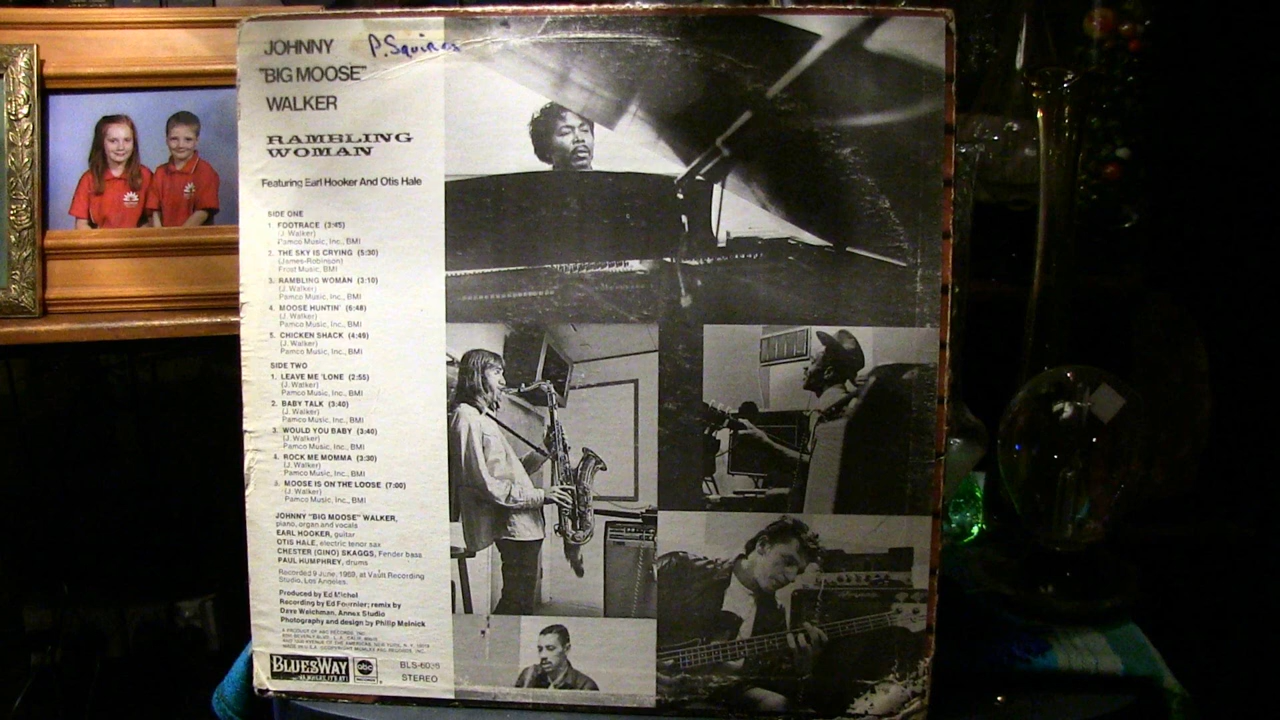 JOHNNY P.Squires
"BIG MOOSE"
WALKER
RAMBLING
WOMAN
Featuring Earl Hooker And Otis Hale
SIDE ONE
1. FOOTRACE (3:45)
(J. Walker)
Pamco Music, Inc., BMI
2. THE SKY IS CRYING (5:30)
(James-Robinson)
Frost Music, BMI
3. RAMBLING WOMAN (3:10)
(J. Walker)
Pamco Music, Inc., BMI
4. MOOSE HUNTIN' (6:48)
(J. Walker)
Pamco Music, Inc., BMI
5. CHICKEN SHACK (4:49)
(J. Walker)
Pamco Music, Inc., BMI
SIDE TWO
1. LEAVE ME 'LONE (2:55)
(J. Walker)
Pamco Music, Inc., BMI
2. BABY TALK (3:40)
(J. Walker)
Pamco Music, Inc., BMI
3. WOULD YOU BABY (3:40)
(J. Walker)
Pamco Music, Inc., BMI
4. ROCK ME MOMMA (3:30)
(J. Walker)
Pamco Music, Inc., BMI
MOOSE IS ON THE LOOSE (7:00)
(J. Walker)
Pamco Music, Inc., BMI
JOHNNY "BIG MOOSE" WALKER,
piano, organ and vocals
EARL HOOKER, guitar
OTIS HALE, electric tenor sax
CHESTER (GINO) SKAGGS, Fender bass
PAUL HUMPHREY, drums
Recorded 9 June, 1969, at Vault Recording
Studio, Los Angeles.
Produced by Ed Michel
Recording by Ed Fournier; remix by
Dave Weichman, Annex Studio
Photography and design by Philip Melnick
A PRODUCT OF ABC RECORDS, INC.
BLUESWAY abc RECORDS BLS-6036
STEREO